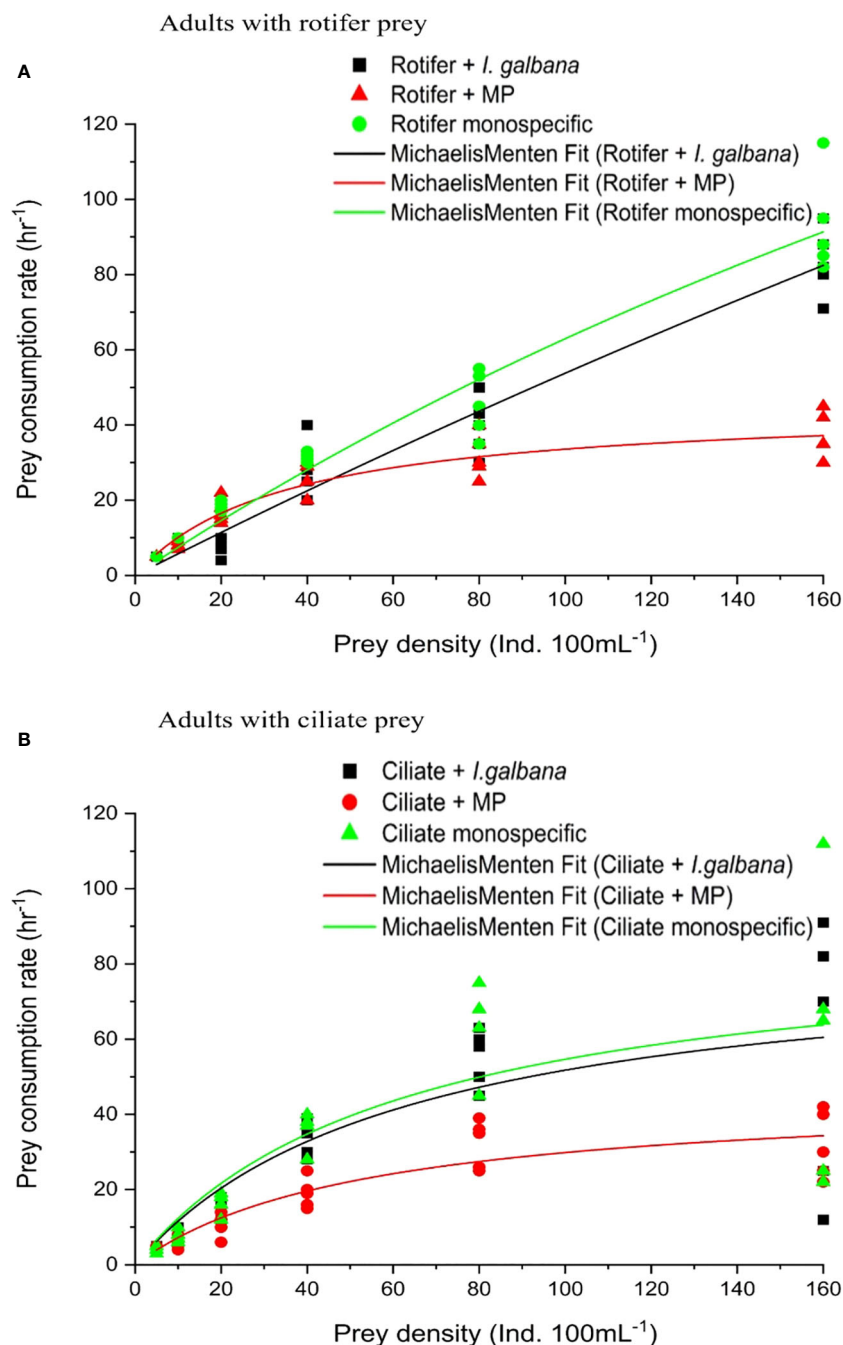 Adults with rotifer prey
A
Rotifer + I. galbana
Rotifer + MP
Rotifer monospecific
MichaelisMenten Fit (Rotifer + I. galbana)
MichaelisMenten Fit (Rotifer + MP)
MichaelisMenten Fit (Rotifer monospecific)
120
100
80
60
40
20
0
Prey consumption rate (hr⁻¹)
0 20 40 60 80 100 120 140 160
Prey density (Ind. 100mL⁻¹)
Adults with ciliate prey
B
Ciliate + I.galbana
Ciliate + MP
Ciliate monospecific
MichaelisMenten Fit (Ciliate + I.galbana)
MichaelisMenten Fit (Ciliate + MP)
MichaelisMenten Fit (Ciliate monospecific)
120
100
80
60
40
20
0
Prey consumption rate (hr⁻¹)
0 20 40 60 80 100 120 140 160
Prey density (Ind. 100mL⁻¹)